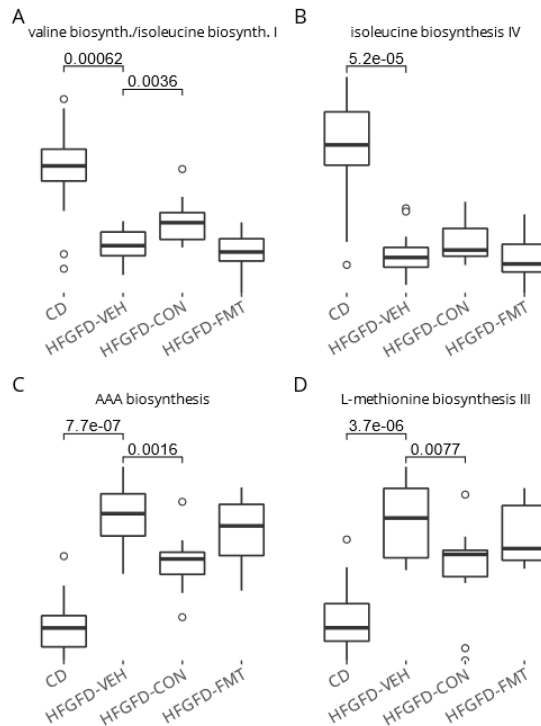 A
valine biosynth./isoleucine biosynth. I
0.00062
0.0036
CD
HFGFD-VEH
HFGFD-CON
HFGFD-FMT
B
isoleucine biosynthesis IV
5.2e-05
CD
HFGFD-VEH
HFGFD-CON
HFGFD-FMT
C
AAA biosynthesis
7.7e-07
0.0016
CD
HFGFD-VEH
HFGFD-CON
HFGFD-FMT
D
L-methionine biosynthesis III
3.7e-06
0.0077
CD
HFGFD-VEH
HFGFD-CON
HFGFD-FMT